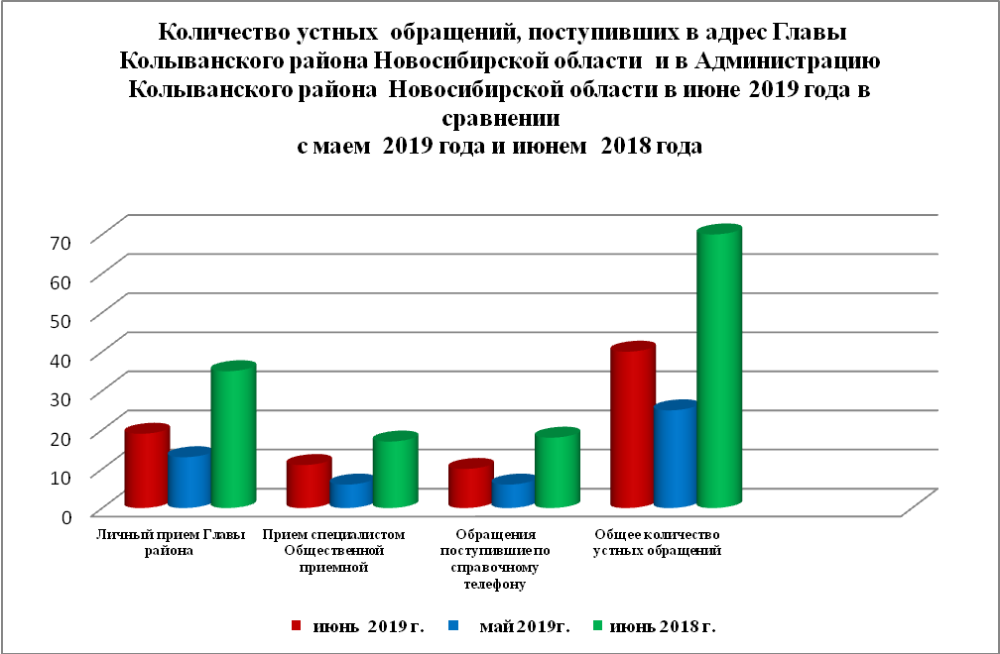 Количество устных обращений, поступивших в адрес Главы
Колыванского района Новосибирской области и в Администрацию
Колыванского района Новосибирской области в июне 2019 года в
сравнении
с маем 2019 года и июнем 2018 года
70
60
50
40
30
20
10
0
Личный прием Главы
района
Прием специалистом
Общественной
приемной
Обращения
поступившие по
справочному
телефону
Общее количество
устных обращений
июнь 2019 г.
май 2019г.
июнь 2018 г.